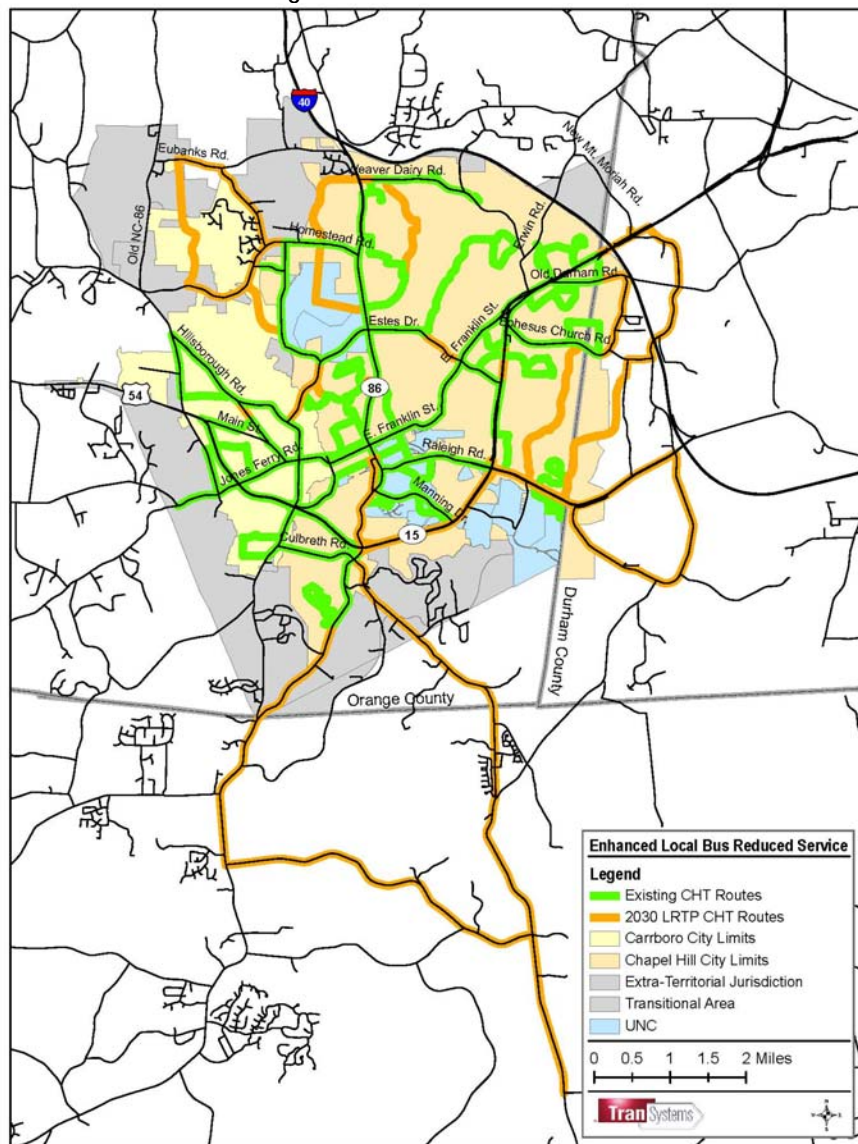 40
Eubanks Rd.
Weaver Dairy Rd.
New Mt. Moriah Rd.
Old NC-86
Homestead Rd.
Erwin Rd.
Old Durham Rd.
Estes Dr.
E. Franklin St.
Ephesus Church Rd.
Hillsborough Rd.
54
86
Main St.
E. Franklin St.
Raleigh Rd.
Jones Ferry Rd.
Manning Dr.
15
Culbreth Rd.
Durham County
Orange County
Enhanced Local Bus Reduced Service
Legend
Existing CHT Routes
2030 LRTP CHT Routes
Carrboro City Limits
Chapel Hill City Limits
Extra-Territorial Jurisdiction
Transitional Area
UNC
0 0.5 1 1.5 2 Miles
TranSystems